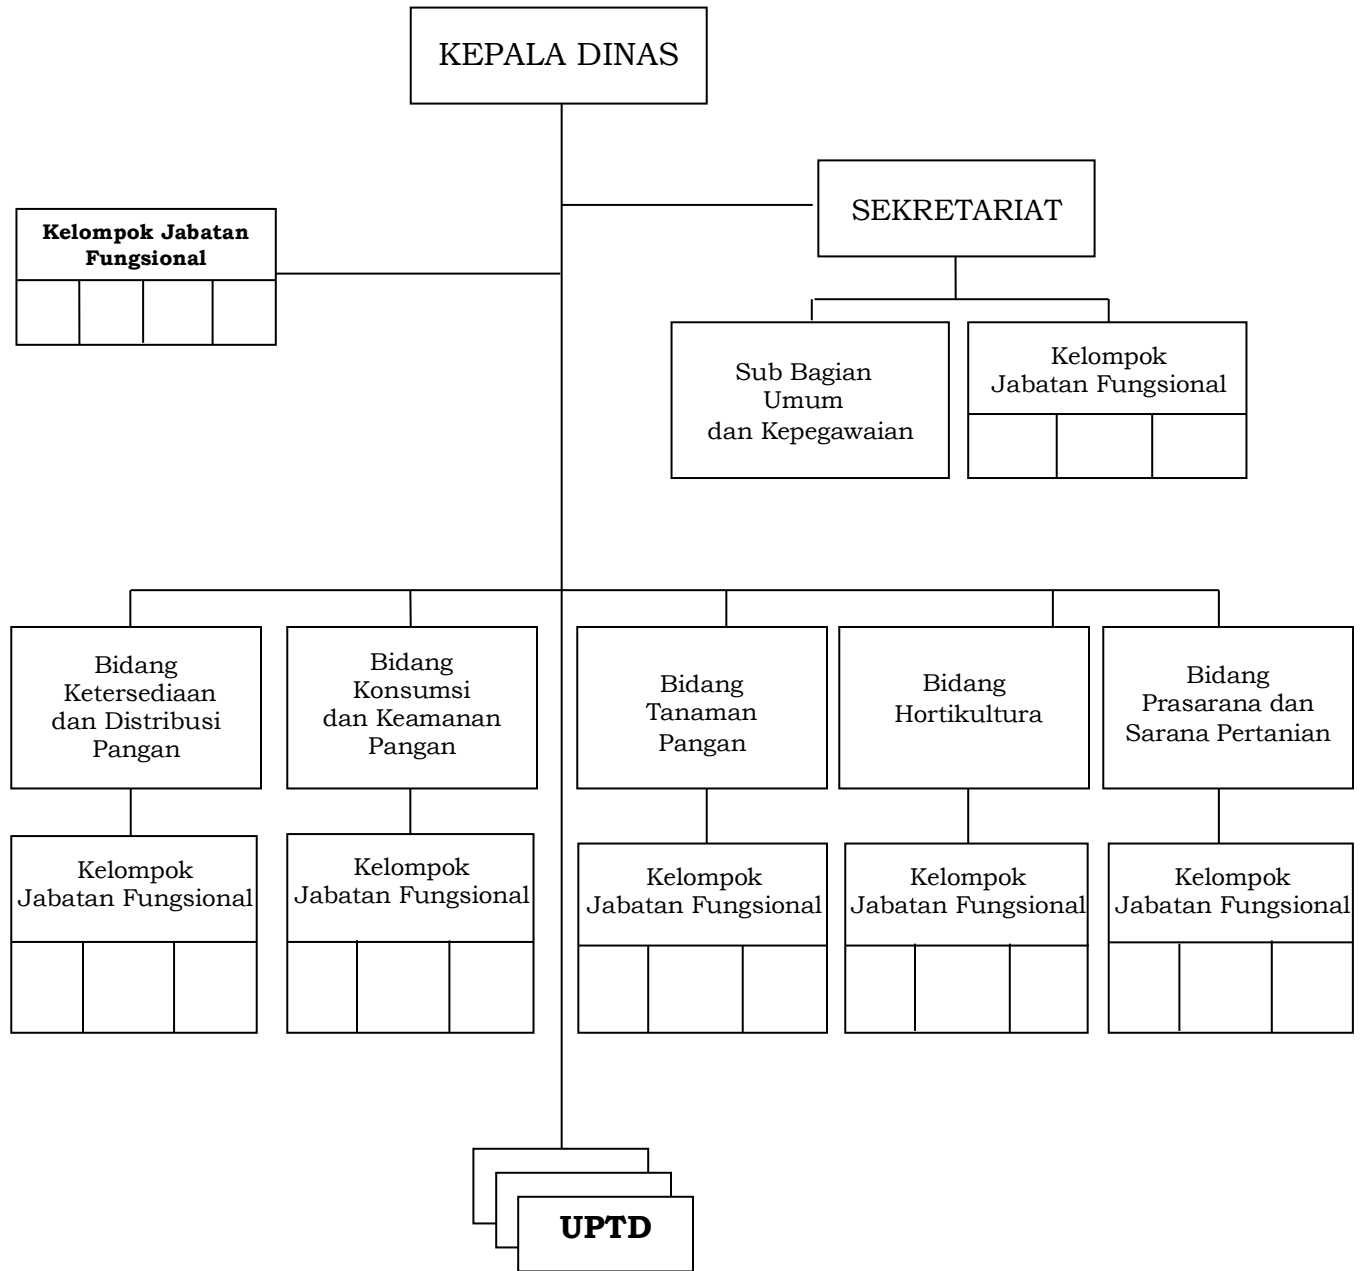 KEPALA DINAS
SEKRETARIAT
Kelompok Jabatan
Fungsional
Sub Bagian
Umum
dan Kepegawaian
Kelompok
Jabatan Fungsional
Bidang
Ketersediaan
dan Distribusi
Pangan
Bidang
Konsumsi
dan Keamanan
Pangan
Bidang
Tanaman
Pangan
Bidang
Hortikultura
Bidang
Prasarana dan
Sarana Pertanian
Kelompok
Jabatan Fungsional
Kelompok
Jabatan Fungsional
Kelompok
Jabatan Fungsional
Kelompok
Jabatan Fungsional
Kelompok
Jabatan Fungsional
UPTD